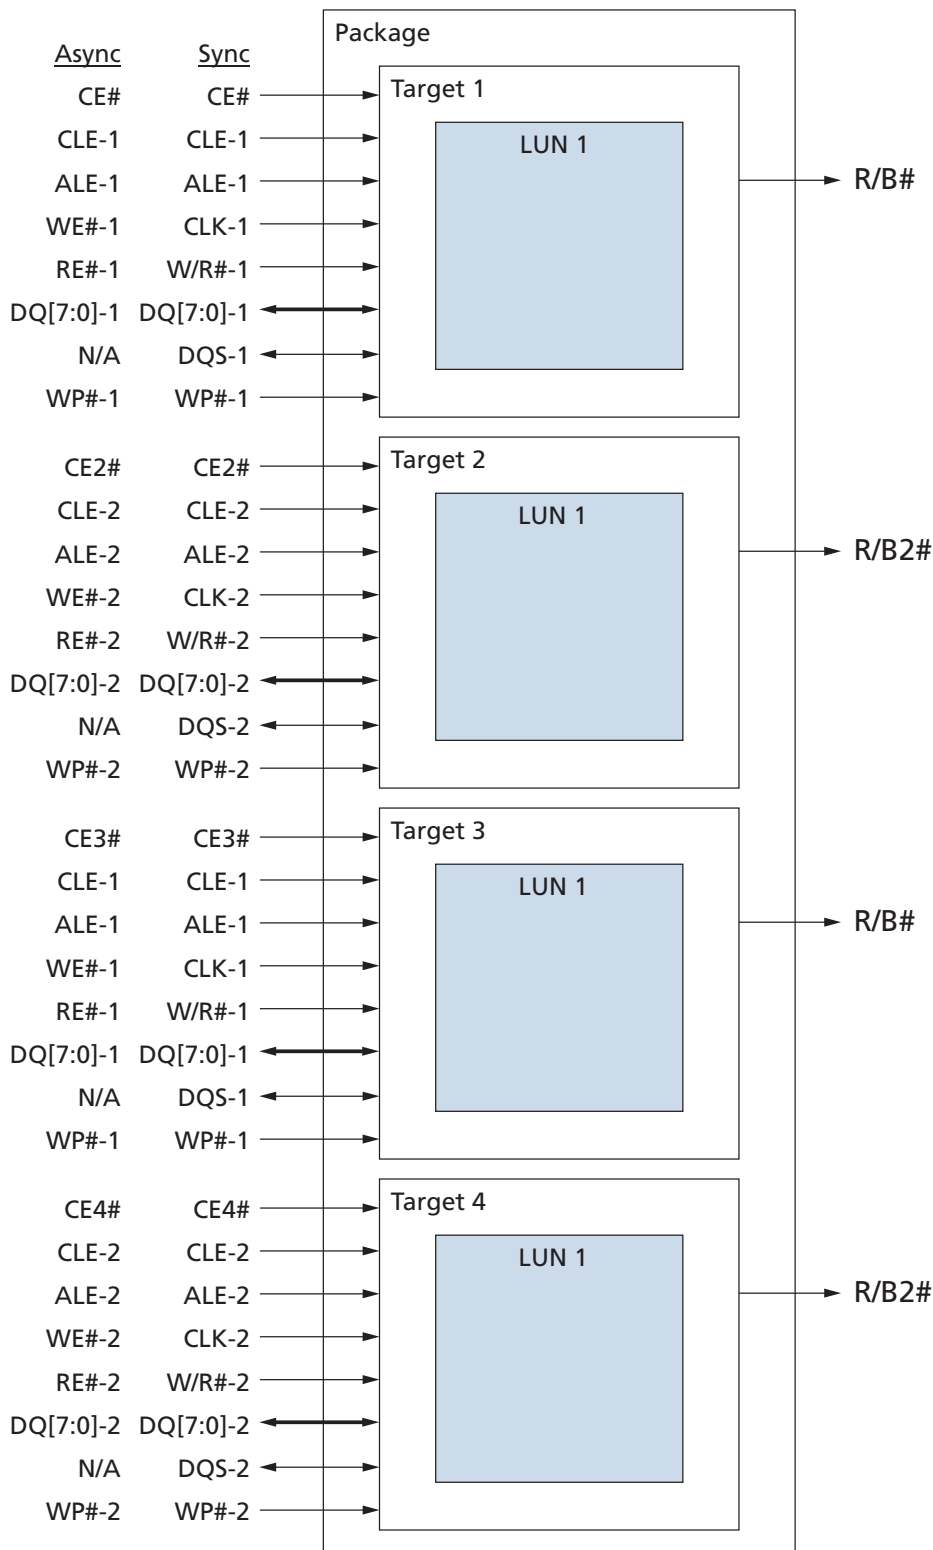 Package
Async Sync
Target 1
CE# CE#
LUN 1
CLE-1 CLE-1
ALE-1 ALE-1
R/B#
WE#-1 CLK-1
RE#-1 W/R#-1
DQ[7:0]-1 DQ[7:0]-1
N/A DQS-1
WP#-1 WP#-1
Target 2
CE2# CE2#
LUN 1
CLE-2 CLE-2
ALE-2 ALE-2
R/B2#
WE#-2 CLK-2
RE#-2 W/R#-2
DQ[7:0]-2 DQ[7:0]-2
N/A DQS-2
WP#-2 WP#-2
Target 3
CE3# CE3#
LUN 1
CLE-1 CLE-1
ALE-1 ALE-1
R/B#
WE#-1 CLK-1
RE#-1 W/R#-1
DQ[7:0]-1 DQ[7:0]-1
N/A DQS-1
WP#-1 WP#-1
Target 4
CE4# CE4#
LUN 1
CLE-2 CLE-2
ALE-2 ALE-2
R/B2#
WE#-2 CLK-2
RE#-2 W/R#-2
DQ[7:0]-2 DQ[7:0]-2
N/A DQS-2
WP#-2 WP#-2